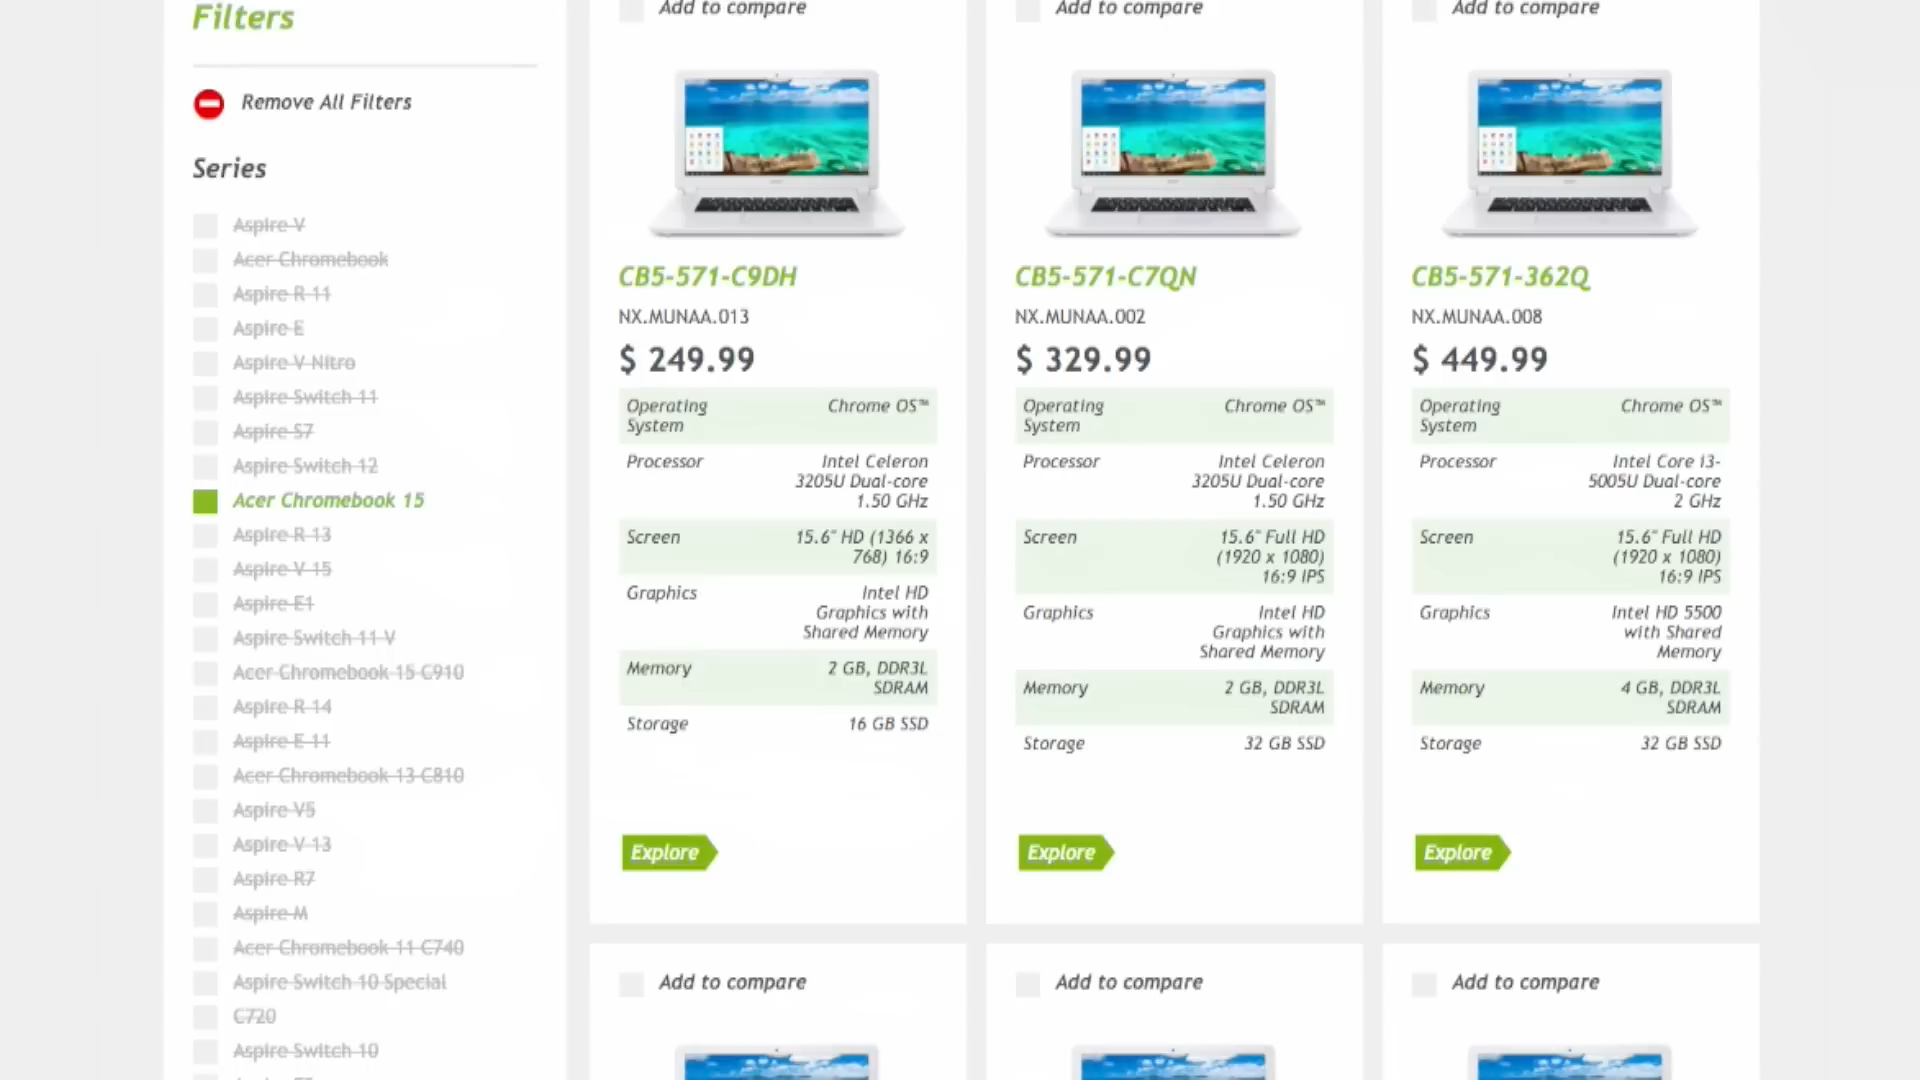 Filters
Remove All Filters
Series
Aspire V
Acer Chromebook
Aspire R 11
Aspire E
Aspire V Nitro
Aspire Switch 11
Aspire S7
Aspire Switch 12
Acer Chromebook 15
Aspire R 13
Aspire V 15
Aspire E1
Aspire Switch 11 V
Acer Chromebook 15 C910
Aspire R 14
Aspire E 11
Acer Chromebook 13 C810
Aspire V5
Aspire V 13
Aspire R7
Aspire M
Acer Chromebook 11 C740
Aspire Switch 10 Special
C720
Aspire Switch 10
Add to compare
CB5-571-C9DH
NX.MUNAA.013
$ 249.99
Operating Chrome OS™
System
Processor Intel Celeron
3205U Dual-core
1.50 GHz
Screen 15.6" HD (1366 x
768) 16:9
Graphics Intel HD
Graphics with
Shared Memory
Memory 2 GB, DDR3L
SDRAM
Storage 16 GB SSD
Explore
Add to compare
CB5-571-C7QN
NX.MUNAA.002
$ 329.99
Operating Chrome OS™
System
Processor Intel Celeron
3205U Dual-core
1.50 GHz
Screen 15.6" Full HD
(1920 x 1080)
16:9 IPS
Graphics Intel HD
Graphics with
Shared Memory
Memory 2 GB, DDR3L
SDRAM
Storage 32 GB SSD
Explore
Add to compare
CB5-571-362Q
NX.MUNAA.008
$ 449.99
Operating Chrome OS™
System
Processor Intel Core i3-
5005U Dual-core
2 GHz
Screen 15.6" Full HD
(1920 x 1080)
16:9 IPS
Graphics Intel HD 5500
with Shared
Memory
Memory 4 GB, DDR3L
SDRAM
Storage 32 GB SSD
Explore
Add to compare
Add to compare
Add to compare